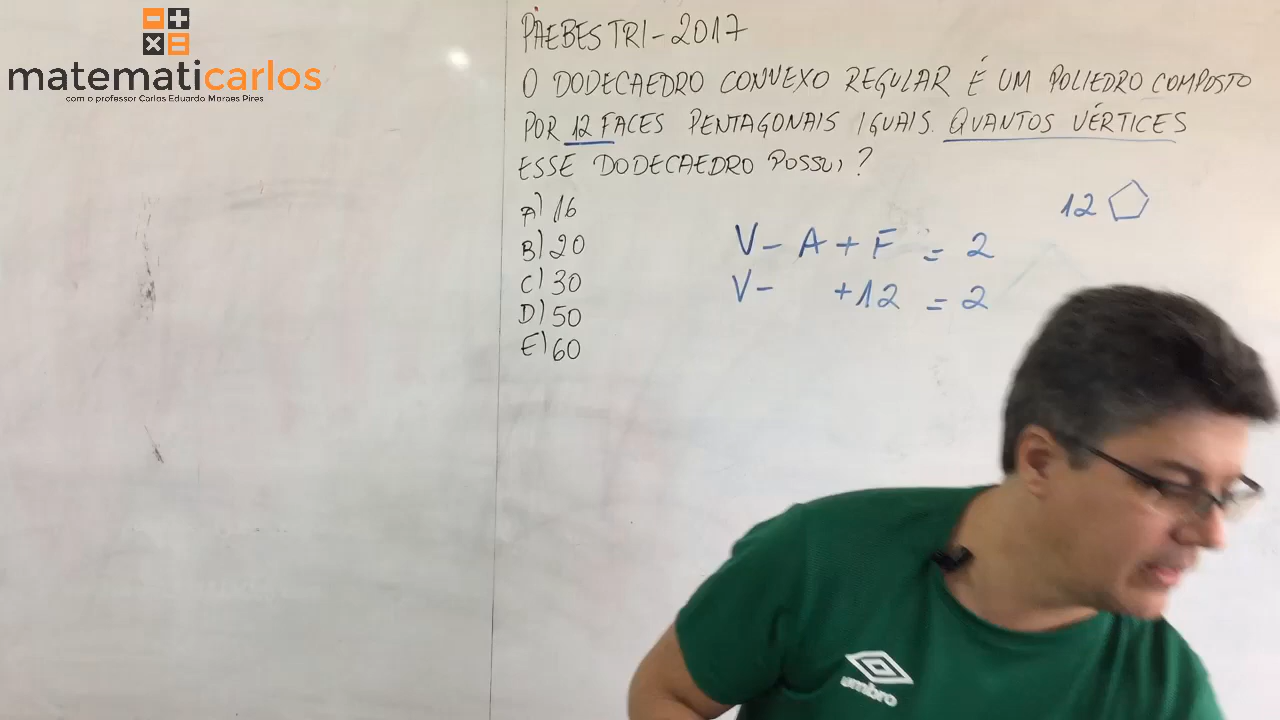 matematicarlos
com o professor Carlos Eduardo Moraes Pires
PAEBES TRI - 2017
O DODECAEDRO CONVEXO REGULAR É UM POLIEDRO COMPOSTO
POR 12 FACES PENTAGONAIS IGUAIS. QUANTOS VÉRTICES
ESSE DODECAEDRO POSSUI ?
A) 16
B) 20
C) 30
D) 50
E) 60
12
V - A + F = 2
V - + 12 = 2
umbro